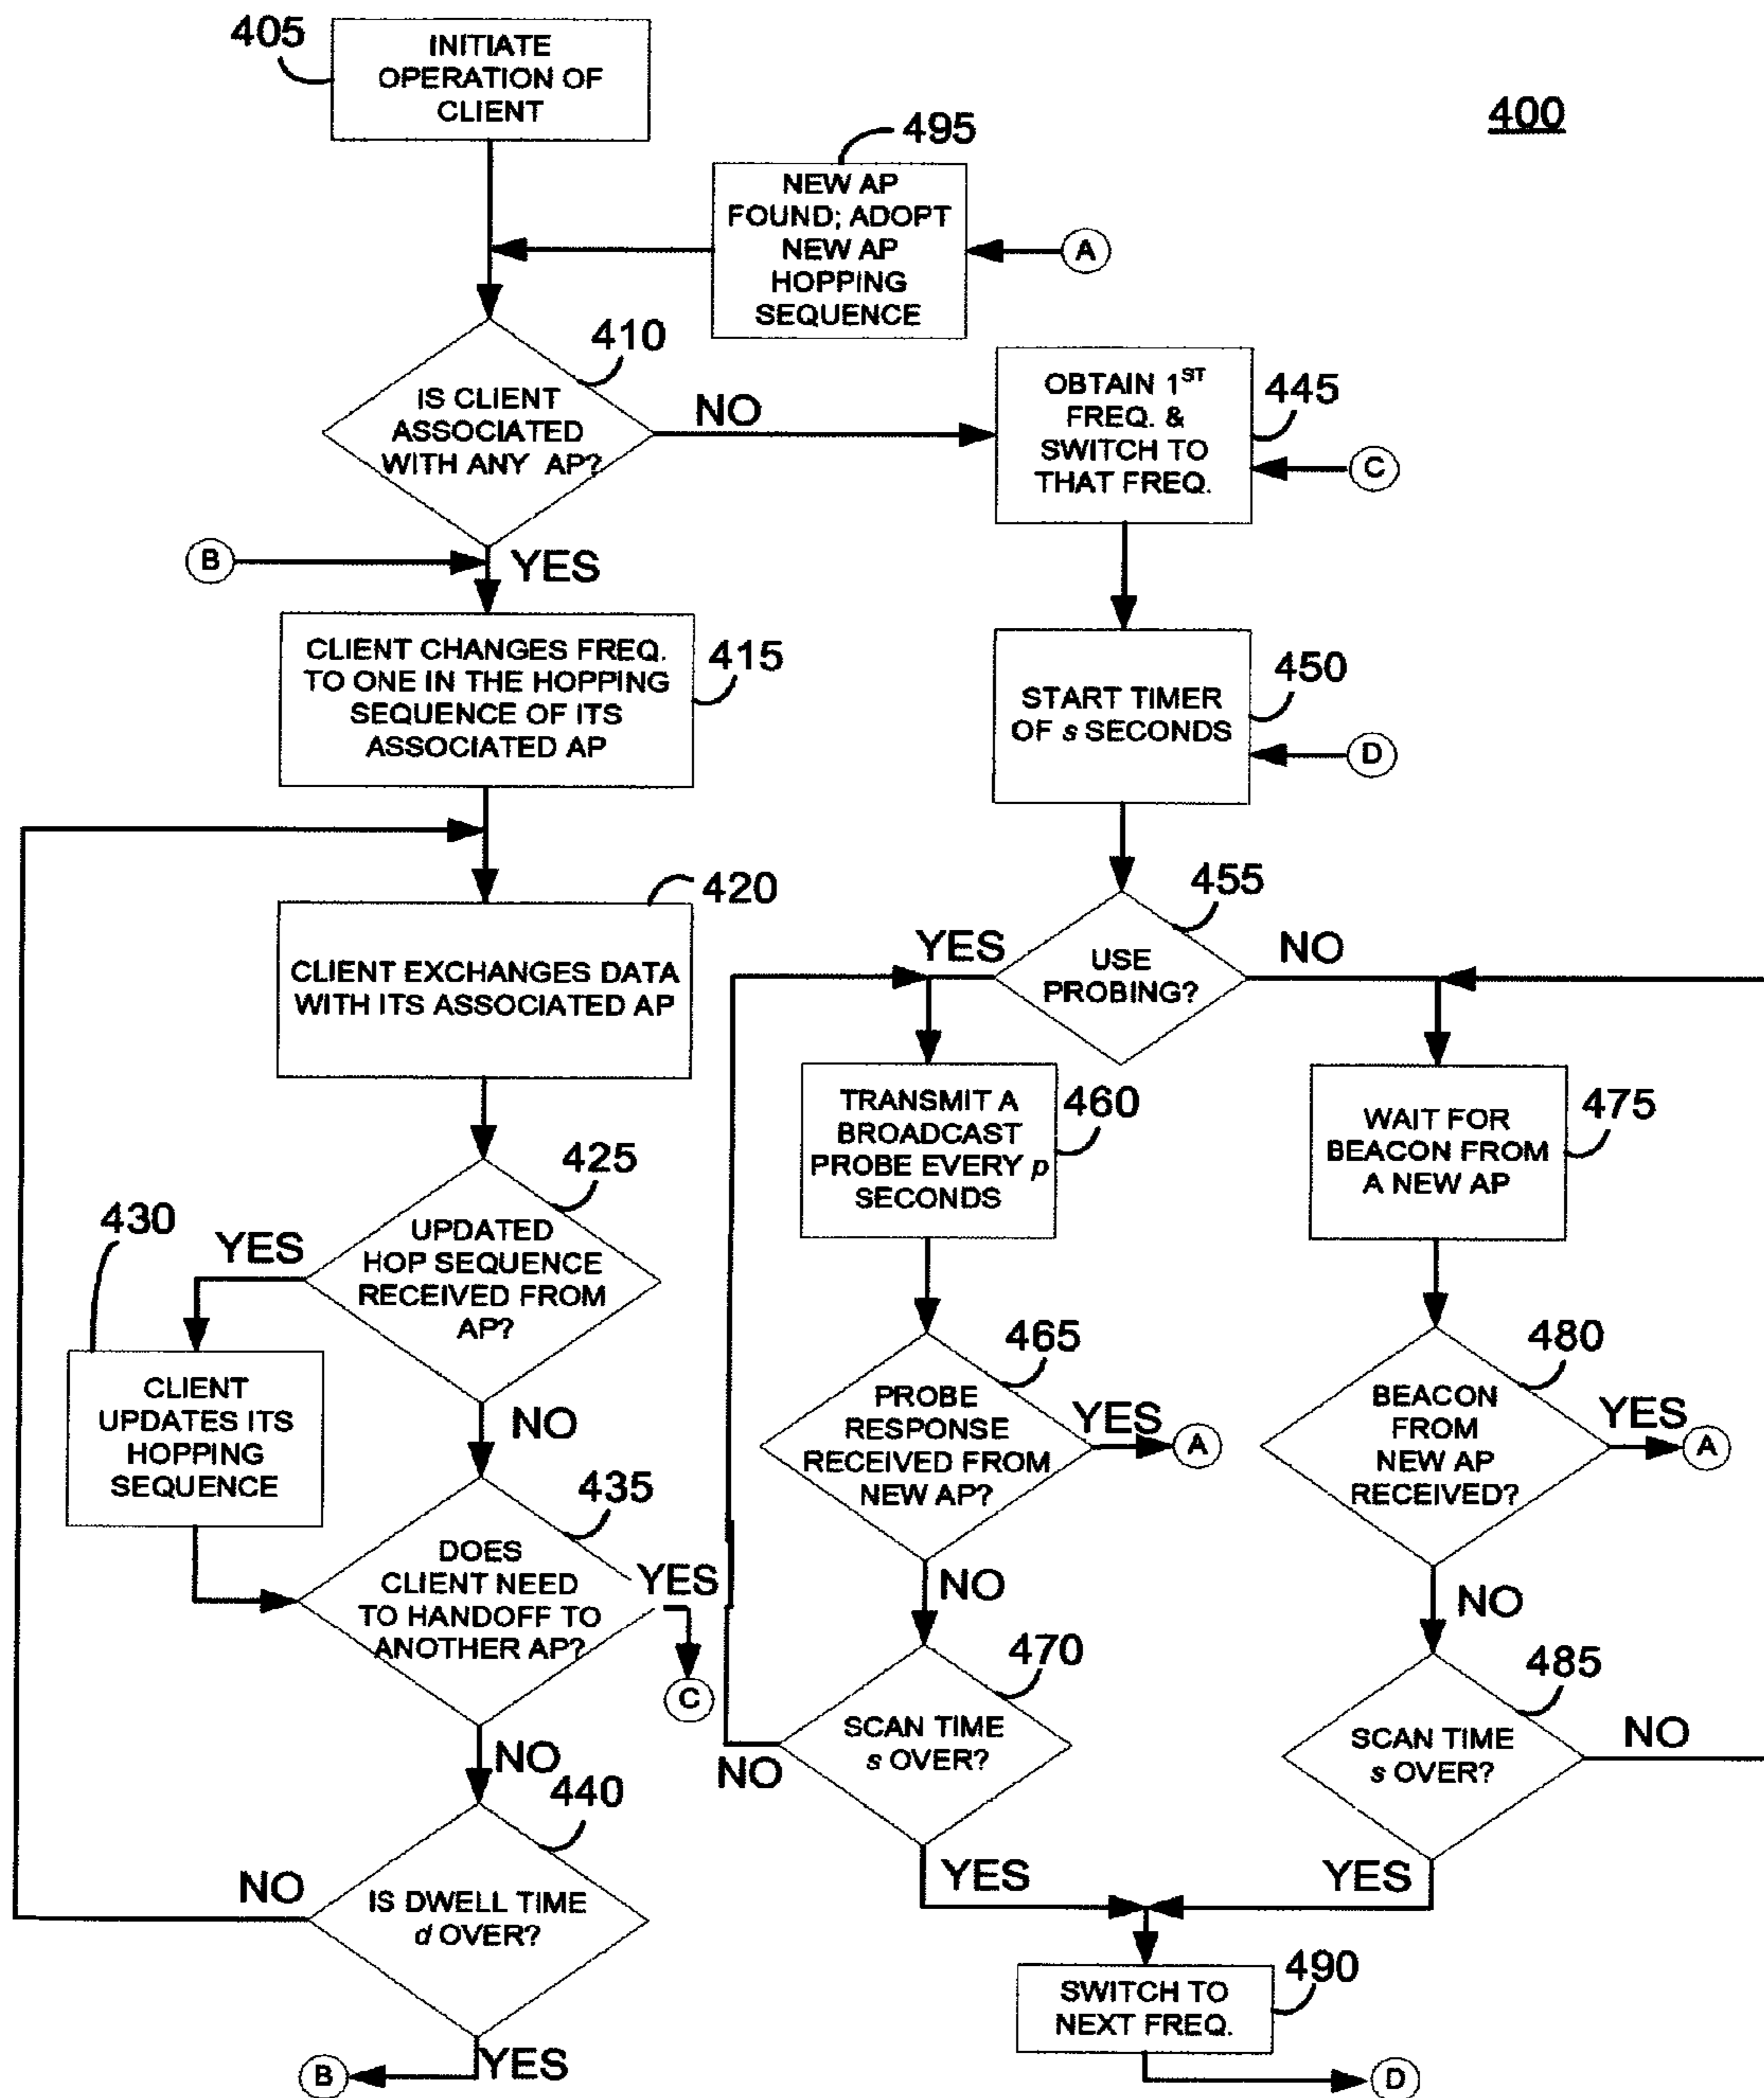 405
INITIATE
OPERATION OF
CLIENT
400
495
NEW AP
FOUND; ADOPT
NEW AP
HOPPING
SEQUENCE
A
410
IS CLIENT
ASSOCIATED
WITH ANY AP?
NO
OBTAIN 1ST
FREQ. &
SWITCH TO
THAT FREQ.
445
C
B
YES
CLIENT CHANGES FREQ.
TO ONE IN THE HOPPING
SEQUENCE OF ITS
ASSOCIATED AP
415
START TIMER
OF s SECONDS
450
D
420
CLIENT EXCHANGES DATA
WITH ITS ASSOCIATED AP
455
YES
USE
PROBING?
NO
TRANSMIT A
BROADCAST
PROBE EVERY p
SECONDS
460
WAIT FOR
BEACON FROM
A NEW AP
475
425
UPDATED
HOP SEQUENCE
RECEIVED FROM
AP?
YES
430
CLIENT
UPDATES ITS
HOPPING
SEQUENCE
NO
465
PROBE
RESPONSE
RECEIVED FROM
NEW AP?
YES
A
480
BEACON
FROM
NEW AP
RECEIVED?
YES
A
435
DOES
CLIENT NEED
TO HANDOFF TO
ANOTHER AP?
YES
C
NO
NO
470
SCAN TIME
s OVER?
NO
485
SCAN TIME
s OVER?
NO
NO
440
IS DWELL TIME
d OVER?
NO
YES
YES
490
SWITCH TO
NEXT FREQ.
YES
B
D